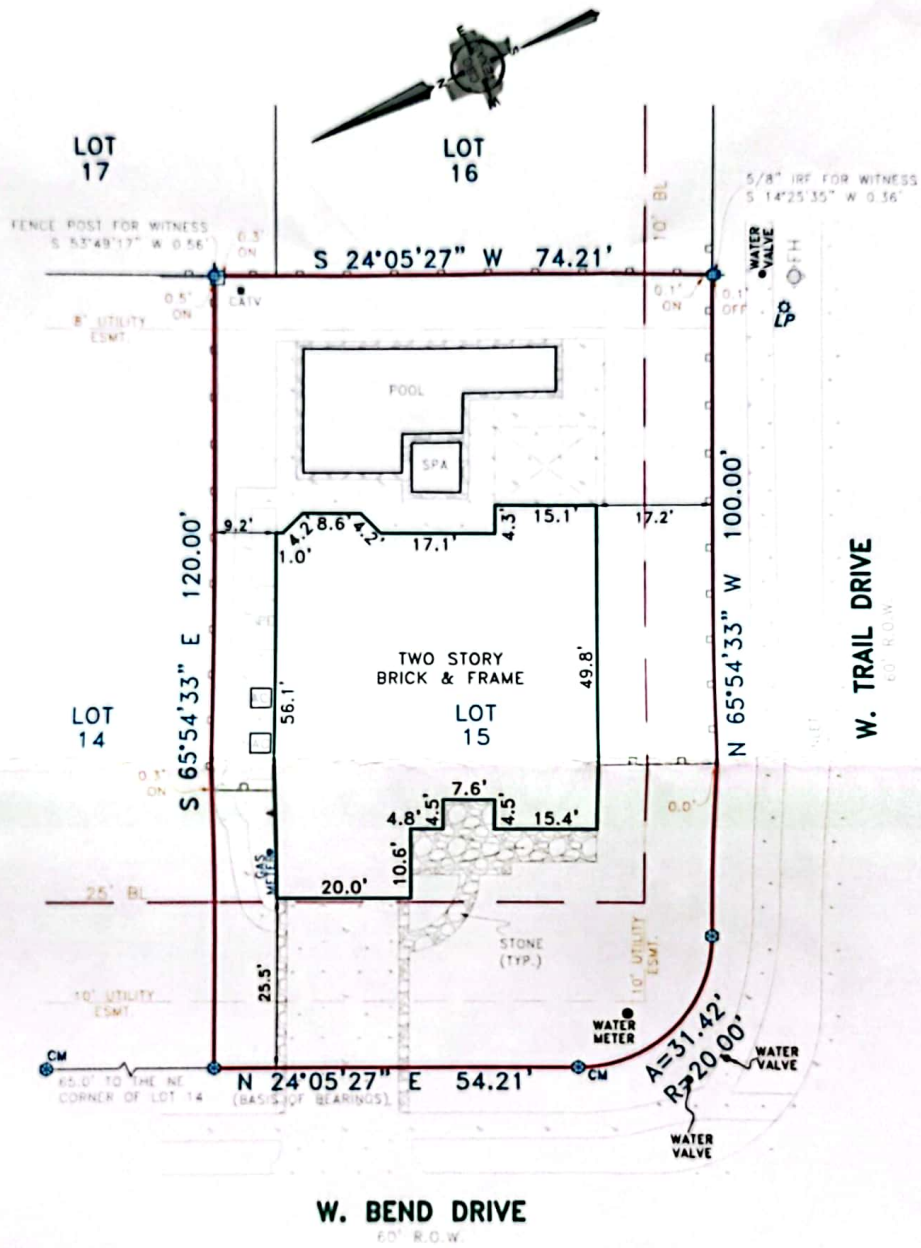 E
S
N
LOT
17
LOT
16
5/8" IRF FOR WITNESS
S 14°25'35" W 0.36'
FENCE POST FOR WITNESS
S 53°49'17" W 0.56'
0.3'
ON
S 24°05'27" W 74.21'
10' BL
WATER
VALVE
FH
LP
0.5'
ON
CATV
0.1'
ON
0.1'
OFF
8' UTILITY
ESMT.
POOL
SPA
S 65°54'33" E 120.00'
N 65°54'33" W 100.00'
9.2'
4.2'
8.6'
4.2'
1.0'
17.1'
4.3'
15.1'
17.2'
TWO STORY
BRICK & FRAME
LOT
15
56.1'
49.8'
W. TRAIL DRIVE
60' R.O.W.
LOT
14
0.3'
ON
7.6'
4.8'
4.5'
4.5'
15.4'
0.0'
GAS
METER
10.6'
20.0'
25' BL
STONE
(TYP.)
25.5'
10' UTILITY
ESMT.
10' UTILITY
ESMT.
WATER
METER
A=31.42'
R=20.00'
WATER
VALVE
WATER
VALVE
CM
CM
65.0' TO THE NE
CORNER OF LOT 14
N 24°05'27" E 54.21'
(BASIS OF BEARINGS)
W. BEND DRIVE
60' R.O.W.